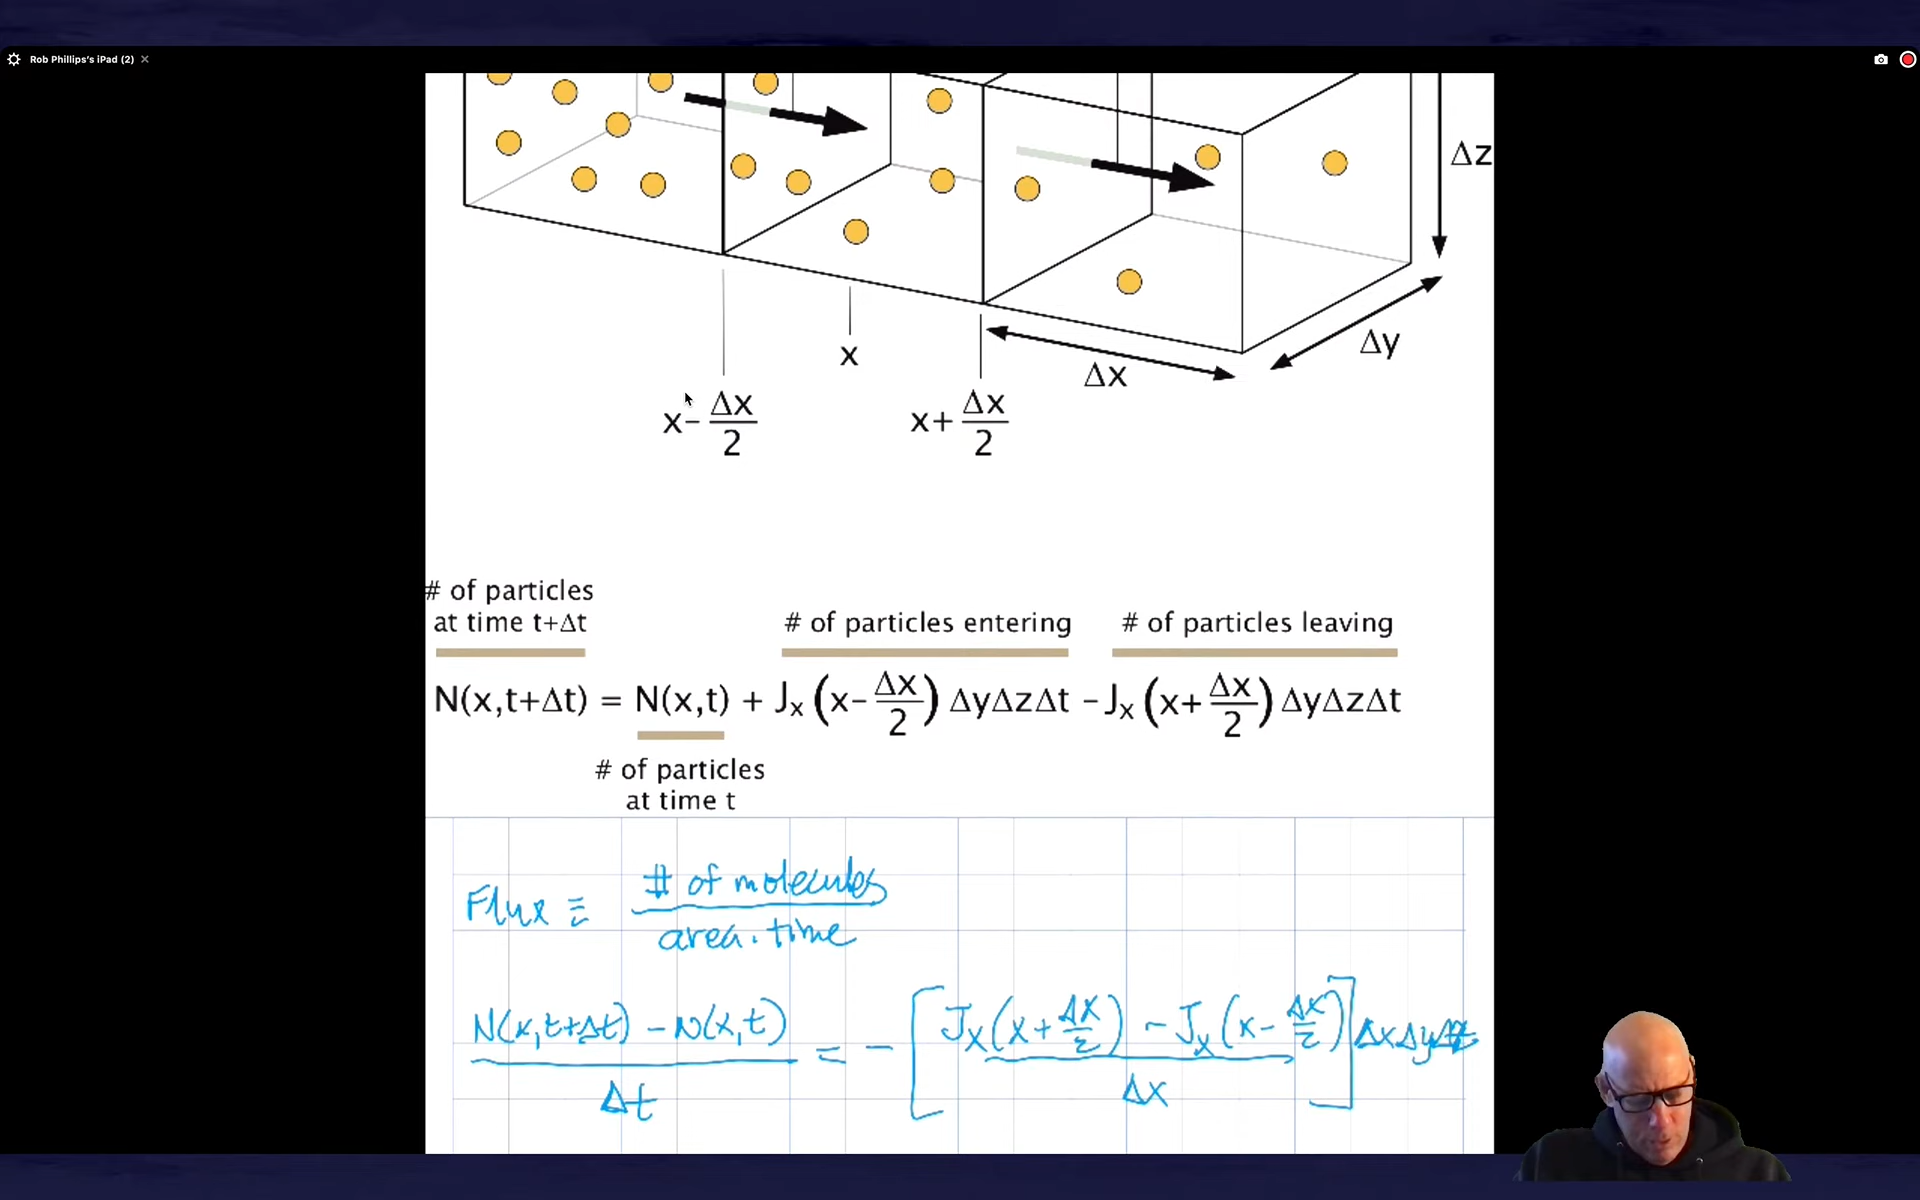 Rob Phillips's iPad (2)
Δz
Δy
Δx
x
x- Δx/2
x+ Δx/2
# of particles
at time t+Δt
# of particles entering
# of particles leaving
N(x,t+Δt) = N(x,t) + Jₓ (x- Δx/2) ΔyΔzΔt - Jₓ (x+ Δx/2) ΔyΔzΔt
# of particles
at time t
Flux ≡ # of molecules / area · time
N(x,t+Δt) - N(x,t) / Δt = - [ Jₓ(x+ Δx/2) - Jₓ(x- Δx/2) / Δx ] ΔxΔyΔz